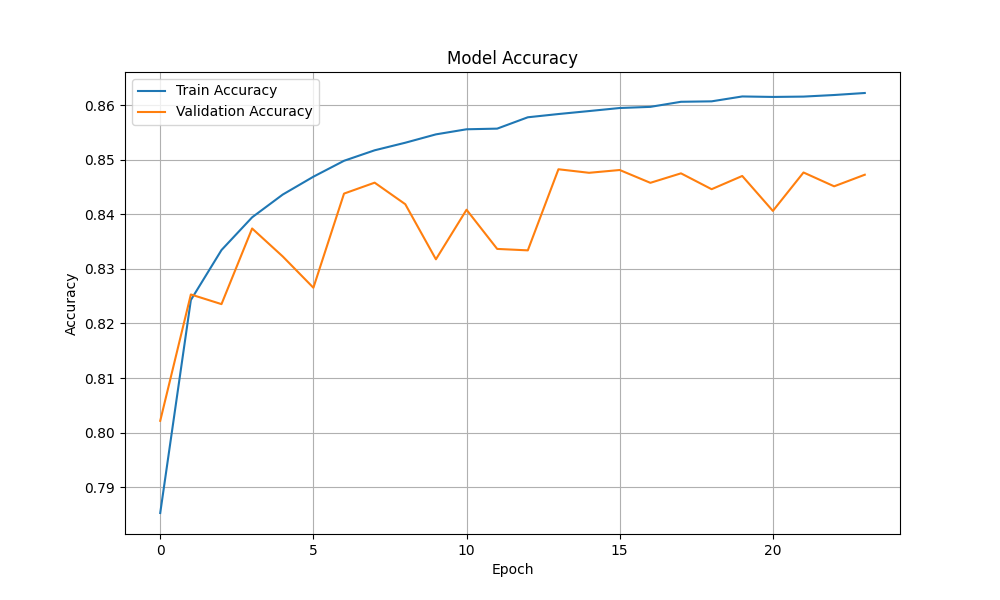 Model Accuracy
Train Accuracy
Validation Accuracy
0.86
0.85
0.84
0.83
0.82
0.81
0.80
0.79
Accuracy
0 5 10 15 20
Epoch